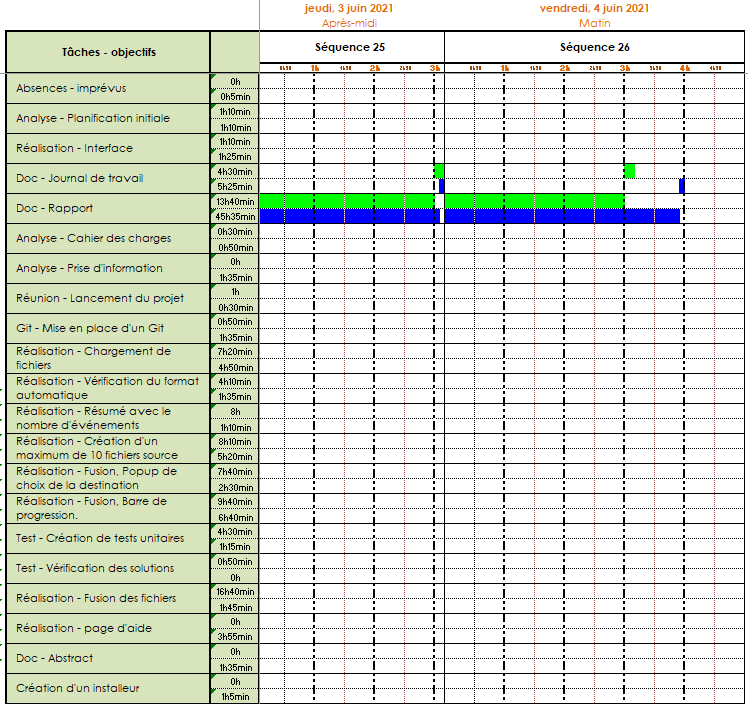 jeudi, 3 juin 2021 vendredi, 4 juin 2021
Après-midi Matin
Tâches - objectifs Séquence 25 Séquence 26
1h 2h 3h 1h 2h 3h 4h
Absences - imprévus 0h
0h5min
Analyse - Planification initiale 1h10min
1h10min
Réalisation - Interface 1h10min
1h25min
Doc - Journal de travail 4h30min
5h25min
Doc - Rapport 13h40min
45h35min
Analyse - Cahier des charges 0h30min
0h50min
Analyse - Prise d'information 0h
1h35min
Réunion - Lancement du projet 1h
0h30min
Git - Mise en place d'un Git 0h50min
1h35min
Réalisation - Chargement de 7h20min
fichiers 4h50min
Réalisation - Vérification du format 4h10min
automatique 1h35min
Réalisation - Résumé avec le 8h
nombre d'événements 1h10min
Réalisation - Création d'un 8h10min
maximum de 10 fichiers source 5h20min
Réalisation - Fusion, Popup de 7h40min
choix de la destination 2h30min
Réalisation - Fusion, Barre de 9h40min
progression. 6h40min
Test - Création de tests unitaires 4h30min
1h15min
Test - Vérification des solutions 0h50min
0h
Réalisation - Fusion des fichiers 16h40min
1h45min
Réalisation - page d'aide 0h
3h55min
Doc - Abstract 0h
1h35min
Création d'un installeur 0h
1h5min